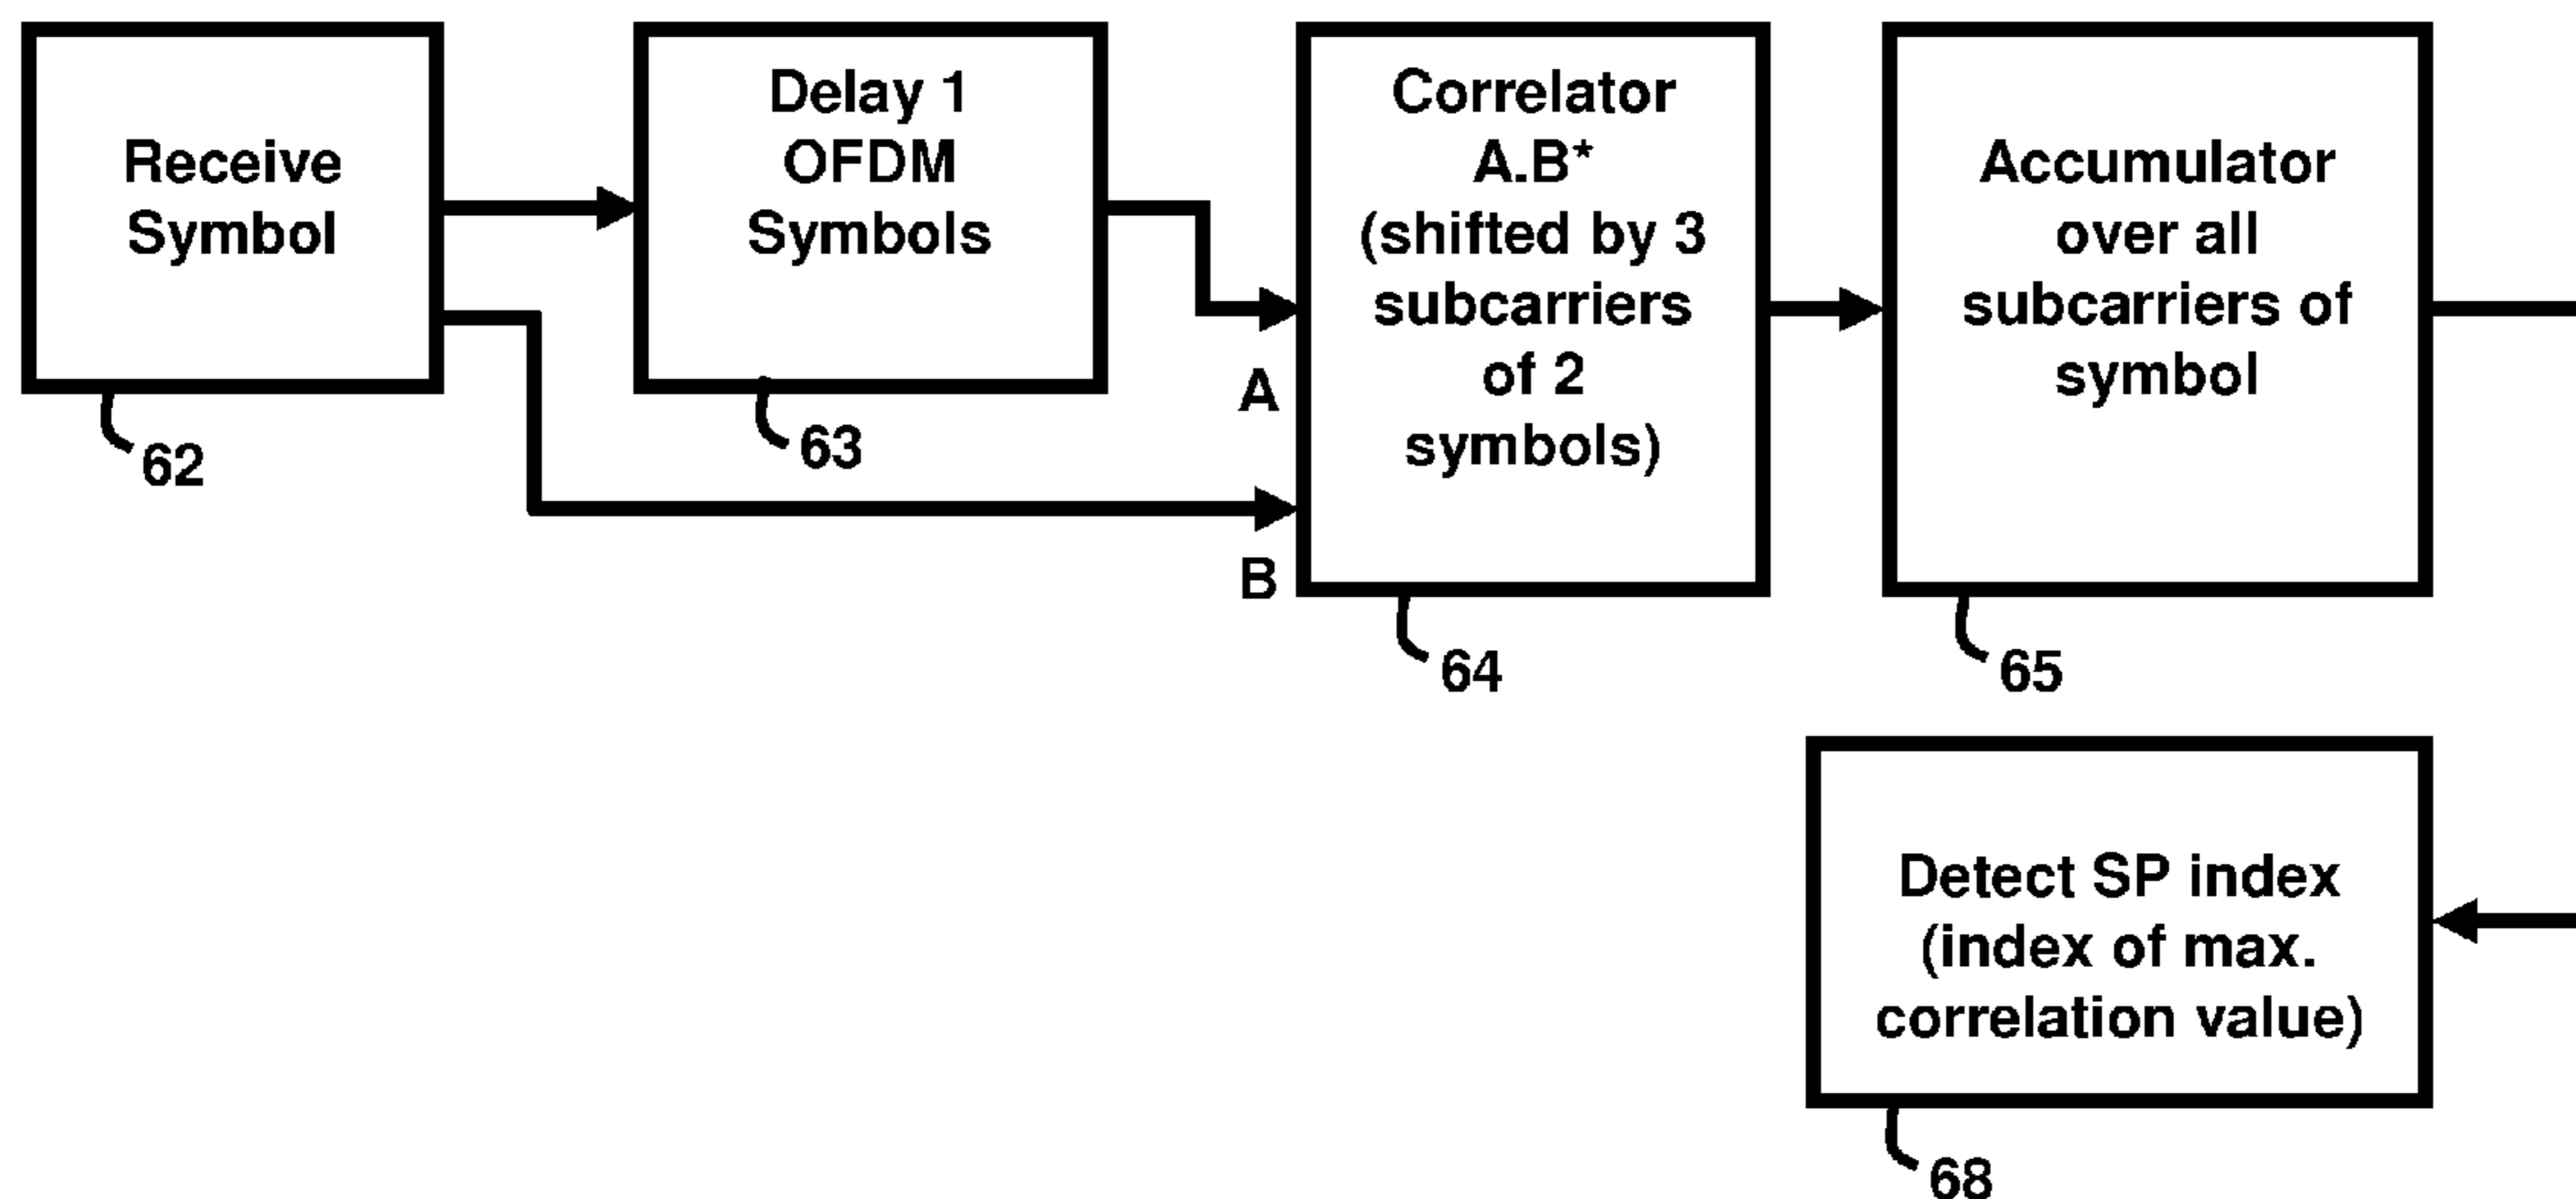 Receive
Symbol
62
Delay 1
OFDM
Symbols
63
A
B
Correlator
A.B*
(shifted by 3
subcarriers
of 2
symbols)
64
Accumulator
over all
subcarriers of
symbol
65
Detect SP index
(index of max.
correlation value)
68